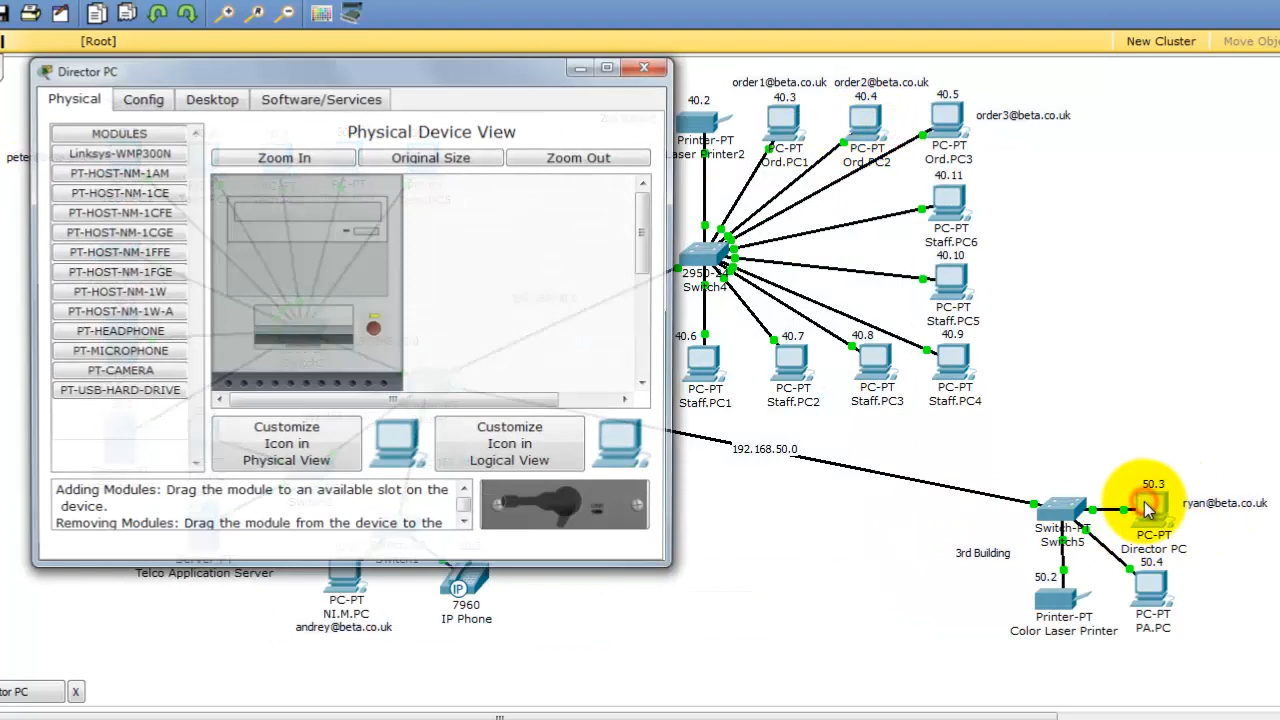 [Root]
New Cluster
Move Obje
Director PC
Physical
Config
Desktop
Software/Services
MODULES
Linksys-WMP300N
PT-HOST-NM-1AM
PT-HOST-NM-1CE
PT-HOST-NM-1CFE
PT-HOST-NM-1CGE
PT-HOST-NM-1FFE
PT-HOST-NM-1FGE
PT-HOST-NM-1W
PT-HOST-NM-1W-A
PT-HEADPHONE
PT-MICROPHONE
PT-CAMERA
PT-USB-HARD-DRIVE
Physical Device View
Zoom In
Original Size
Zoom Out
Customize
Icon in
Physical View
Customize
Icon in
Logical View
Adding Modules: Drag the module to an available slot on the
device.
Removing Modules: Drag the module from the device to the
peter
40.2
Printer-PT
Laser Printer2
order1@beta.co.uk
40.3
PC-PT
Ord.PC1
order2@beta.co.uk
40.4
PC-PT
Ord.PC2
40.5
order3@beta.co.uk
PC-PT
Ord.PC3
40.11
PC-PT
Staff.PC6
40.10
PC-PT
Staff.PC5
2950-24
Switch4
40.6
PC-PT
Staff.PC1
40.7
PC-PT
Staff.PC2
40.8
PC-PT
Staff.PC3
40.9
PC-PT
Staff.PC4
192.168.50.0
50.3
ryan@beta.co.uk
PC-PT
Director PC
Switch-PT
Switch5
3rd Building
50.2
Printer-PT
Color Laser Printer
50.4
PC-PT
PA.PC
Telco Application Server
PC-PT
NI.M.PC
andrey@beta.co.uk
IP
7960
IP Phone
tor PC
X